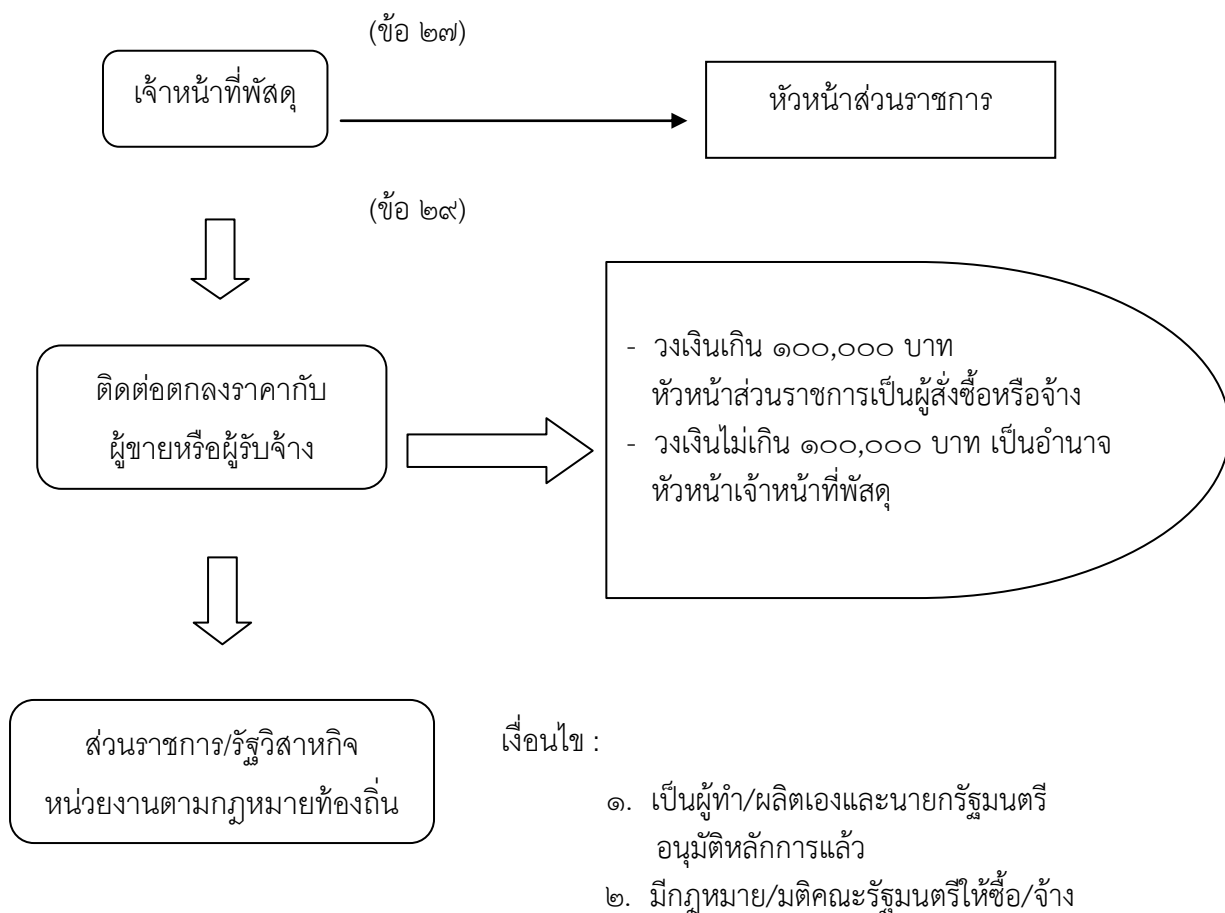 (ข้อ ๒๗)
เจ้าหน้าที่พัสดุ
หัวหน้าส่วนราชการ
(ข้อ ๒๙)
ติดต่อตกลงราคากับ
ผู้ขายหรือผู้รับจ้าง
- วงเงินเกิน ๑๐๐,๐๐๐ บาท
หัวหน้าส่วนราชการเป็นผู้สั่งซื้อหรือจ้าง
- วงเงินไม่เกิน ๑๐๐,๐๐๐ บาท เป็นอำนาจ
หัวหน้าเจ้าหน้าที่พัสดุ
ส่วนราชการ/รัฐวิสาหกิจ
หน่วยงานตามกฎหมายท้องถิ่น
เงื่อนไข :
๑. เป็นผู้ทำ/ผลิตเองและนายกรัฐมนตรี
อนุมัติหลักการแล้ว
๒. มีกฎหมาย/มติคณะรัฐมนตรีให้ซื้อ/จ้าง